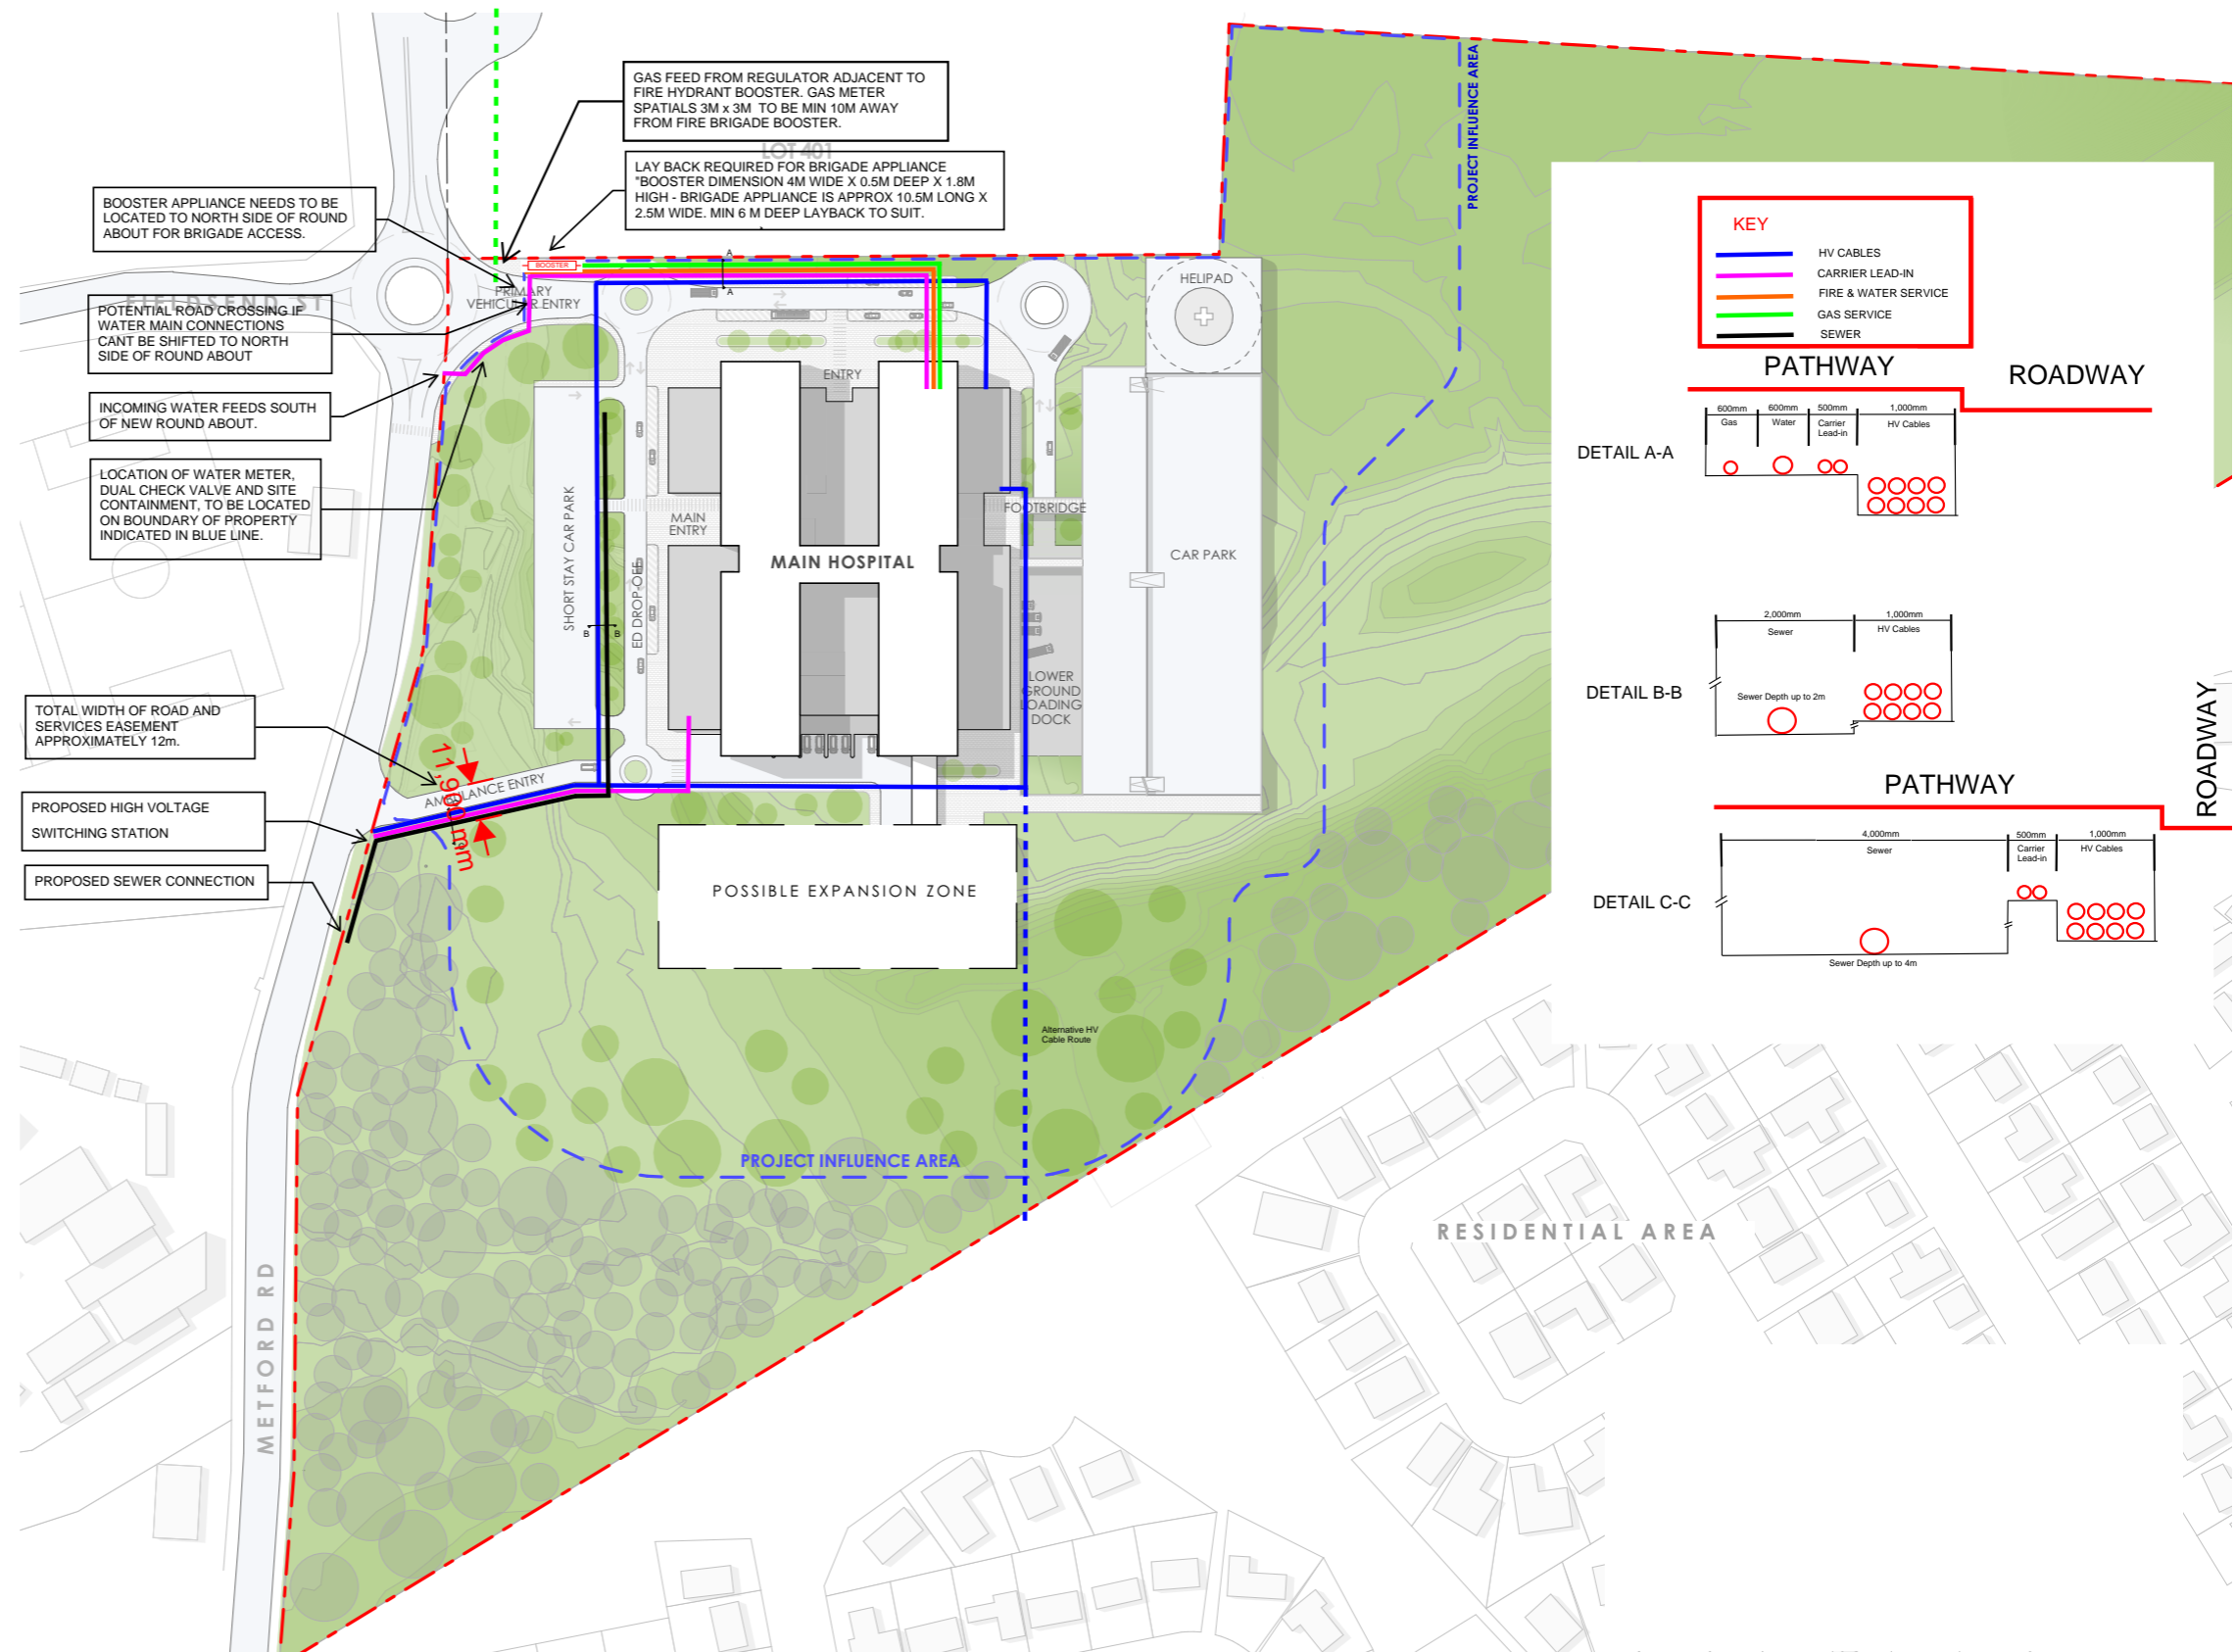 GAS FEED FROM REGULATOR ADJACENT TO
FIRE HYDRANT BOOSTER. GAS METER
SPATIALS 3M x 3M TO BE MIN 10M AWAY
FROM FIRE BRIGADE BOOSTER.
LOT 401
LAY BACK REQUIRED FOR BRIGADE APPLIANCE
"BOOSTER DIMENSION 4M WIDE X 0.5M DEEP X 1.8M
HIGH - BRIGADE APPLIANCE IS APPROX 10.5M LONG X
2.5M WIDE. MIN 6 M DEEP LAYBACK TO SUIT.
BOOSTER APPLIANCE NEEDS TO BE
LOCATED TO NORTH SIDE OF ROUND
ABOUT FOR BRIGADE ACCESS.
FIELDSEND ST
POTENTIAL ROAD CROSSING IF
WATER MAIN CONNECTIONS
CANT BE SHIFTED TO NORTH
SIDE OF ROUND ABOUT
INCOMING WATER FEEDS SOUTH
OF NEW ROUND ABOUT.
LOCATION OF WATER METER,
DUAL CHECK VALVE AND SITE
CONTAINMENT, TO BE LOCATED
ON BOUNDARY OF PROPERTY
INDICATED IN BLUE LINE.
TOTAL WIDTH OF ROAD AND
SERVICES EASEMENT
APPROXIMATELY 12m.
PROPOSED HIGH VOLTAGE
SWITCHING STATION
PROPOSED SEWER CONNECTION
BOOSTER
PRIMARY
VEHICULAR ENTRY
A
A
HELIPAD
ENTRY
MAIN
ENTRY
SHORT STAY CAR PARK
ED DROP-OFF
B
B
MAIN HOSPITAL
FOOTBRIDGE
CAR PARK
LOWER
GROUND
LOADING
DOCK
AMBULANCE ENTRY
POSSIBLE EXPANSION ZONE
Alternative HV
Cable Route
PROJECT INFLUENCE AREA
PROJECT INFLUENCE AREA
METFORD RD
RESIDENTIAL AREA
KEY
HV CABLES
CARRIER LEAD-IN
FIRE & WATER SERVICE
GAS SERVICE
SEWER
PATHWAY
ROADWAY
DETAIL A-A
600mm
600mm
500mm
1,000mm
Gas
Water
Carrier
Lead-in
HV Cables
DETAIL B-B
2,000mm
1,000mm
Sewer
HV Cables
Sewer Depth up to 2m
PATHWAY
ROADWAY
DETAIL C-C
4,000mm
500mm
1,000mm
Sewer
Carrier
Lead-in
HV Cables
Sewer Depth up to 4m